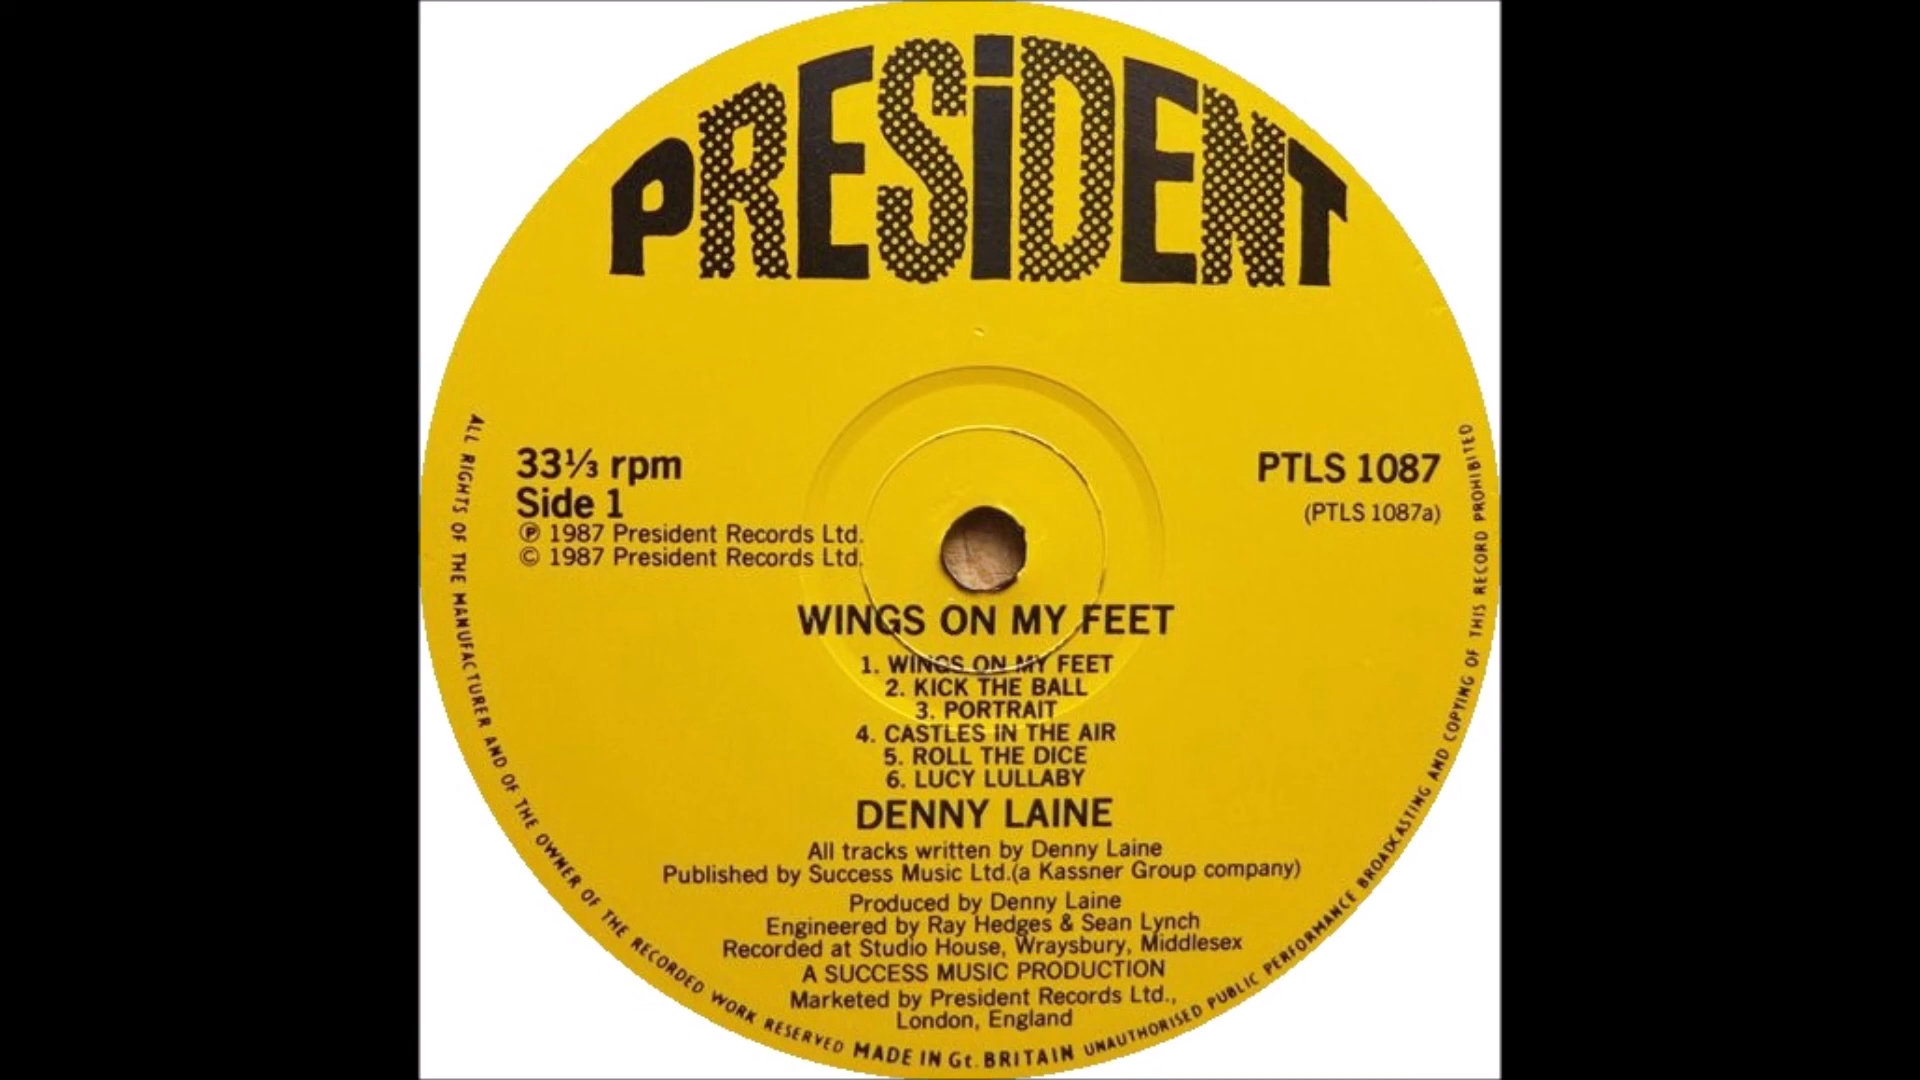 PRESiDENT
33⅓ rpm
Side 1
℗ 1987 President Records Ltd.
© 1987 President Records Ltd.
PTLS 1087
(PTLS 1087a)
WINGS ON MY FEET
1. WINGS ON MY FEET
2. KICK THE BALL
3. PORTRAIT
4. CASTLES IN THE AIR
5. ROLL THE DICE
6. LUCY LULLABY
DENNY LAINE
All tracks written by Denny Laine
Published by Success Music Ltd.(a Kassner Group company)
Produced by Denny Laine
Engineered by Ray Hedges & Sean Lynch
Recorded at Studio House, Wraysbury, Middlesex
A SUCCESS MUSIC PRODUCTION
Marketed by President Records Ltd.,
London, England
ALL RIGHTS OF THE MANUFACTURER AND OF THE OWNER OF THE RECORDED WORK RESERVED MADE IN Gt. BRITAIN UNAUTHORISED PUBLIC PERFORMANCE BROADCASTING AND COPYING OF THIS RECORD PROHIBITED